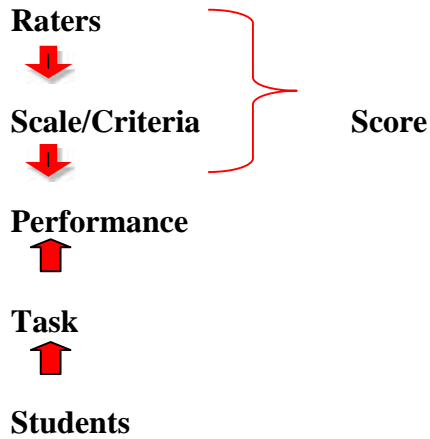 Raters
Scale/Criteria Score
Performance
Task
Students